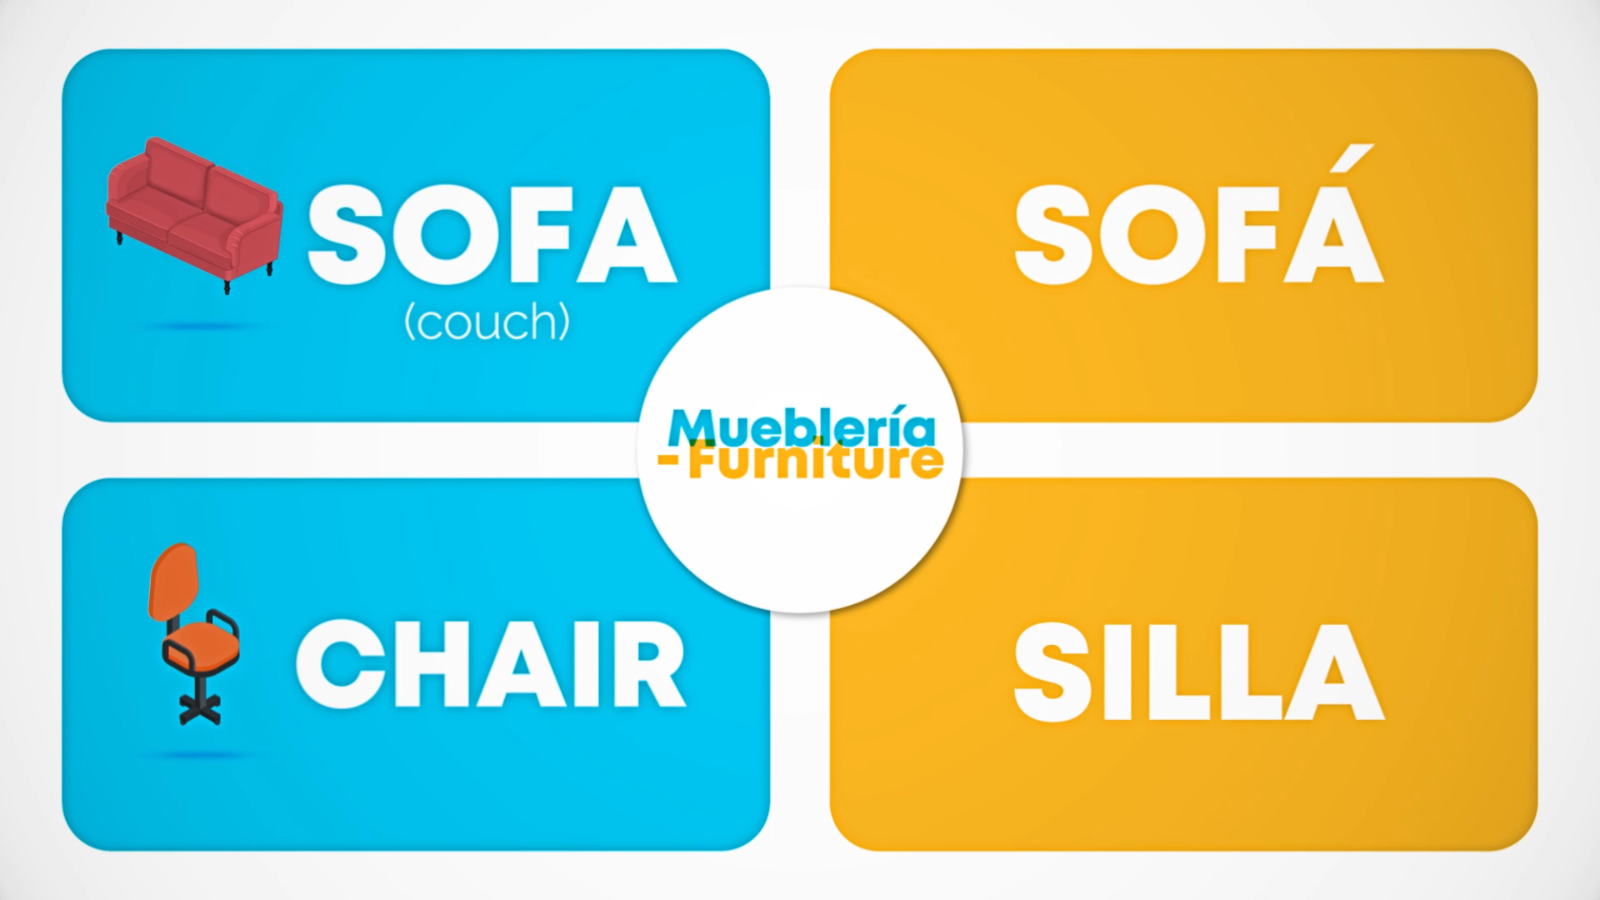 SOFA
(couch)
SOFÁ
Mueblería
-Furniture
CHAIR
SILLA